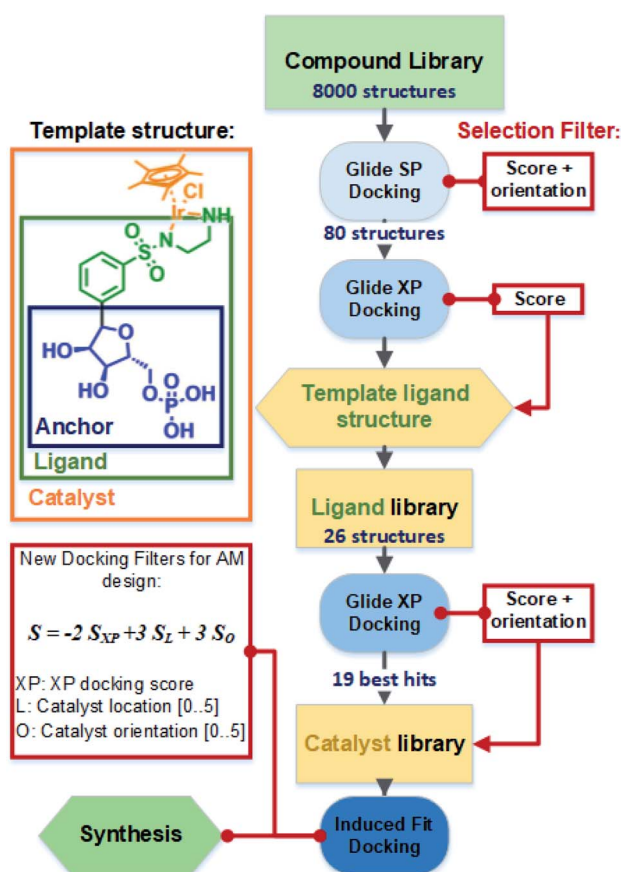 Compound Library
8000 structures
Template structure:
Selection Filter:
Glide SP
Docking
Score +
orientation
80 structures
Glide XP
Docking
Score
Template ligand
structure
Ligand library
26 structures
Glide XP
Docking
Score +
orientation
19 best hits
Catalyst library
Induced Fit
Docking
Synthesis
Cl
Ir
NH
N
O
S
O
O
HO
HO
O
O
P
OH
OH
Anchor
Ligand
Catalyst
New Docking Filters for AM
design:
S = -2 S_XP +3 S_L + 3 S_O
XP: XP docking score
L: Catalyst location [0..5]
O: Catalyst orientation [0..5]